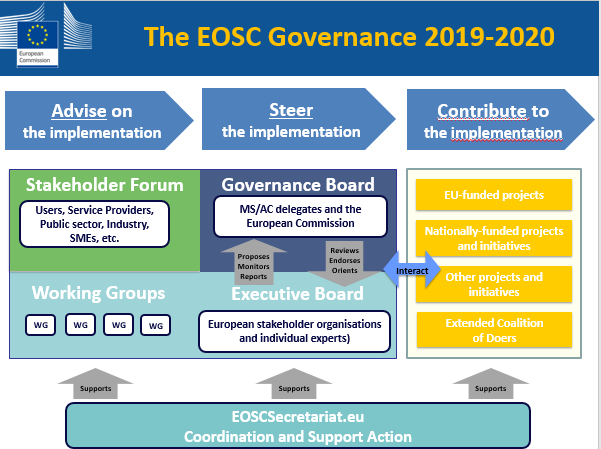 The EOSC Governance 2019-2020
European
Commission
Advise on
the implementation
Steer
the implementation
Contribute to
the implementation
Stakeholder Forum
Users, Service Providers,
Public sector, Industry,
SMEs, etc.
Governance Board
MS/AC delegates and the
European Commission
EU-funded projects
Nationally-funded projects
and initiatives
Other projects and
initiatives
Extended Coalition
of Doers
Proposes
Monitors
Reports
Reviews
Endorses
Orients
Interact
Working Groups
WG
WG
WG
WG
Executive Board
European stakeholder organisations
and individual experts)
Supports
Supports
Supports
EOSCSecretariat.eu
Coordination and Support Action